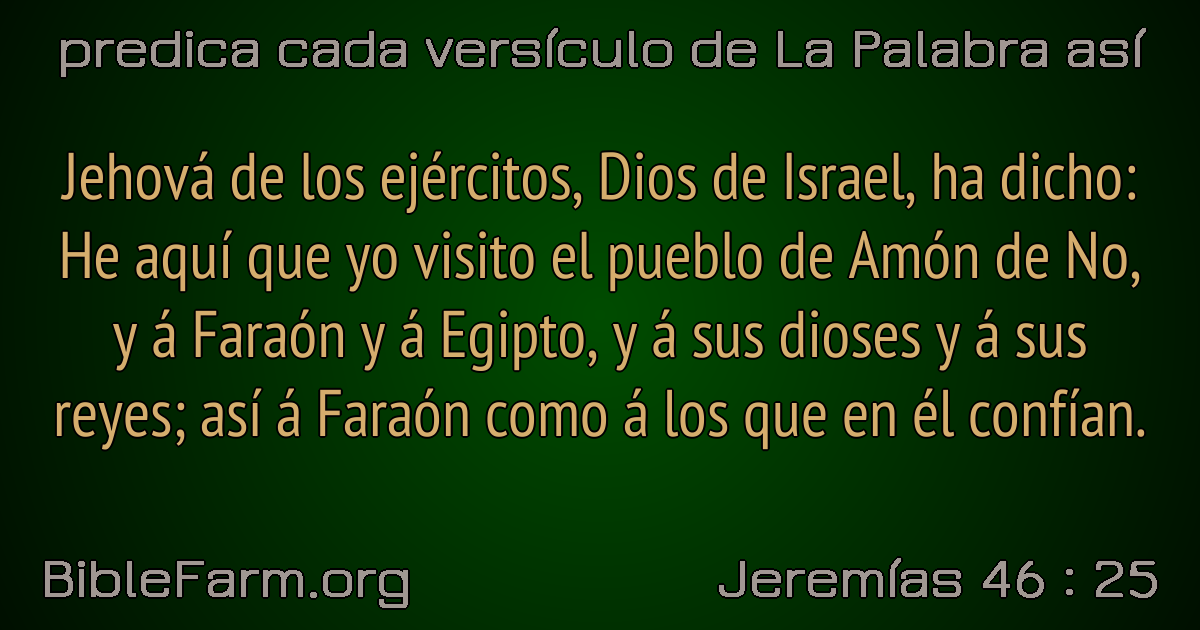 predica cada versículo de La Palabra así
Jehová de los ejércitos, Dios de Israel, ha dicho:
He aquí que yo visito el pueblo de Amón de No,
y á Faraón y á Egipto, y á sus dioses y á sus
reyes; así á Faraón como á los que en él confían.
BibleFarm.org
Jeremías 46 : 25